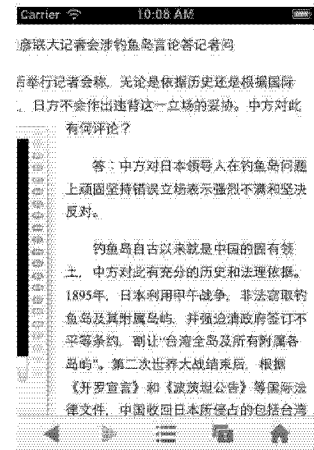 Carrier 10:08 AM
彦联大记者会涉钓鱼岛言论答记者问
后举行记者会称，无论是依据历史还是根据国际
。日方不会作出违背这一立场的妥协。中方对此
有何评论？
答：中方对日本领导人在钓鱼岛问题
上顽固坚持错误立场表示强烈不满和坚决
反对。
钓鱼岛自古以来就是中国的固有领
土，中方对此有充分的历史和法理依据。
1895年，日本利用甲午战争，非法窃取钓
鱼岛及其附属岛屿，并强迫清政府签订不
平等条约，割让“台湾全岛及所有附属各
岛屿”。第二次世界大战结束后，根据
《开罗宣言》和《波茨坦公告》等国际法
律文件，中国收回日本所侵占的包括台湾